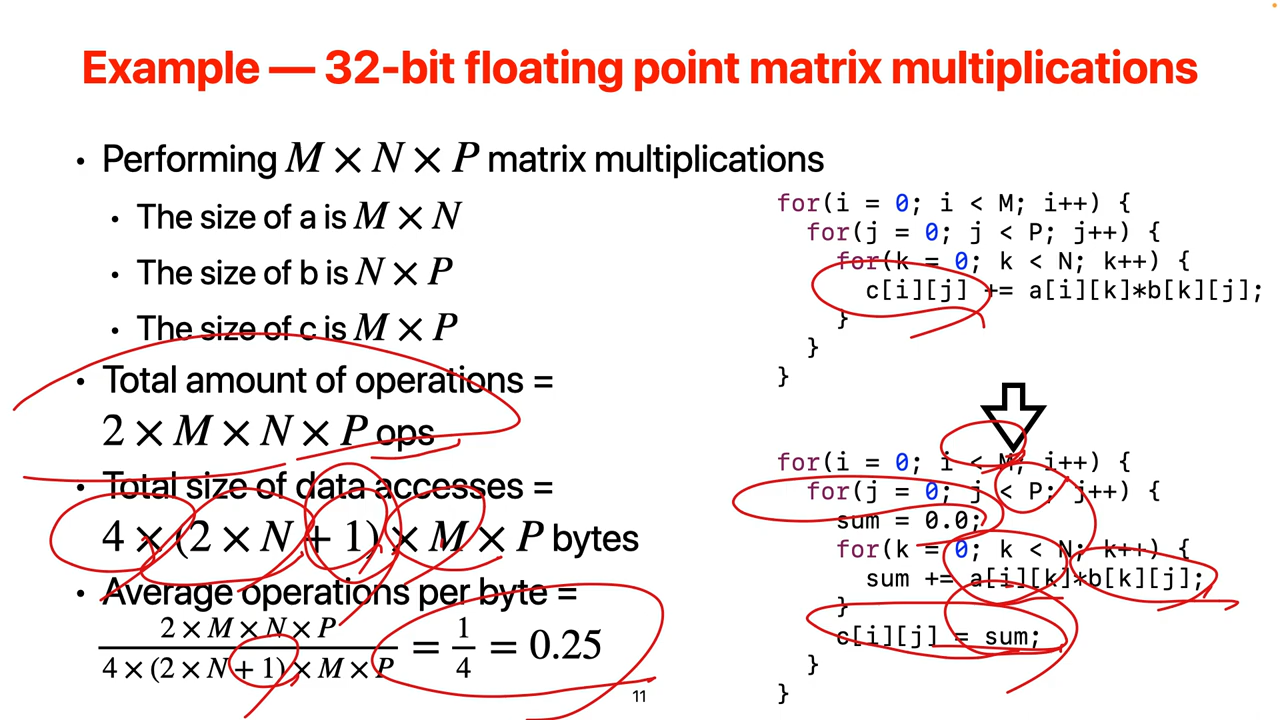 Example — 32-bit floating point matrix multiplications
• Performing M × N × P matrix multiplications
• The size of a is M × N
• The size of b is N × P
• The size of c is M × P
• Total amount of operations =
2 × M × N × P ops
• Total size of data accesses =
4 × (2 × N + 1) × M × P bytes
• Average operations per byte =
2 × M × N × P
4 × (2 × N + 1) × M × P
= 1/4 = 0.25
for(i = 0; i < M; i++) {
for(j = 0; j < P; j++) {
for(k = 0; k < N; k++) {
c[i][j] += a[i][k]*b[k][j];
}
}
}
for(i = 0; i < M; i++) {
for(j = 0; j < P; j++) {
sum = 0.0;
for(k = 0; k < N; k++) {
sum += a[i][k]*b[k][j];
}
c[i][j] = sum;
}
}
11